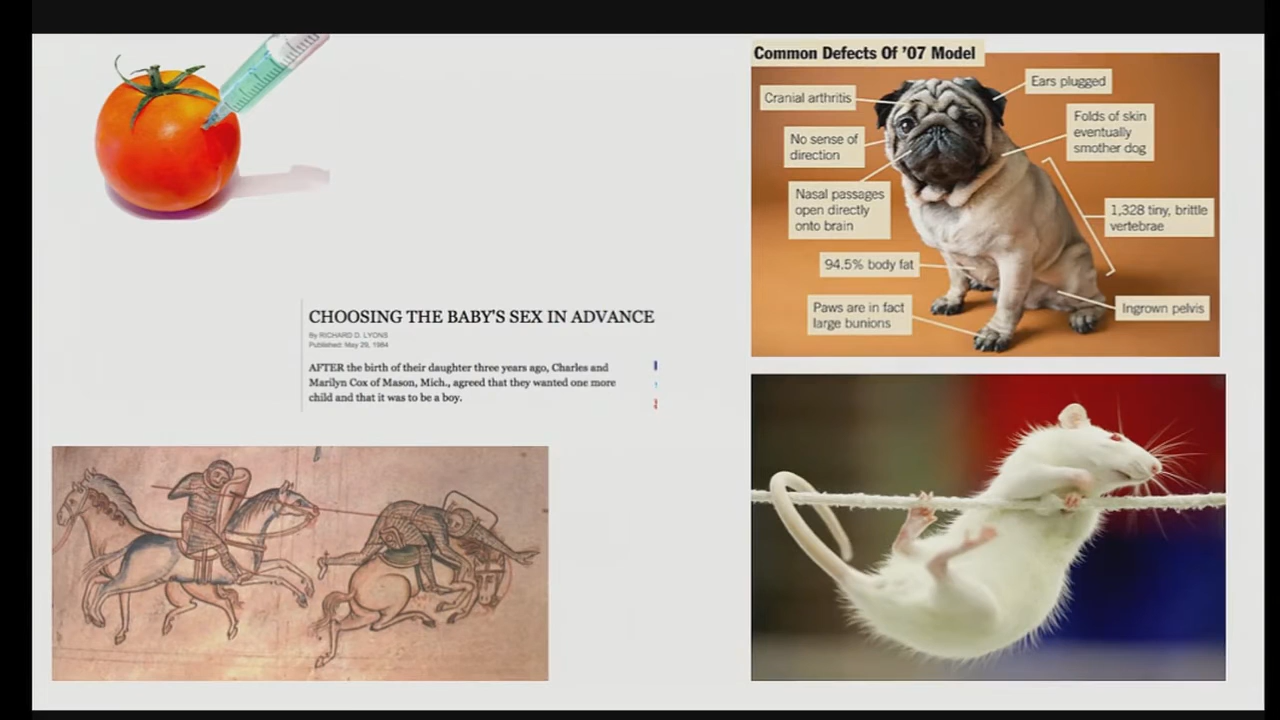 Common Defects Of '07 Model
Cranial arthritis
Ears plugged
No sense of
direction
Folds of skin
eventually
smother dog
Nasal passages
open directly
onto brain
1,328 tiny, brittle
vertebrae
94.5% body fat
Paws are in fact
large bunions
Ingrown pelvis
CHOOSING THE BABY'S SEX IN ADVANCE
By RICHARD D. LYONS
Published: May 29, 1984
AFTER the birth of their daughter three years ago, Charles and
Marilyn Cox of Mason, Mich., agreed that they wanted one more
child and that it was to be a boy.